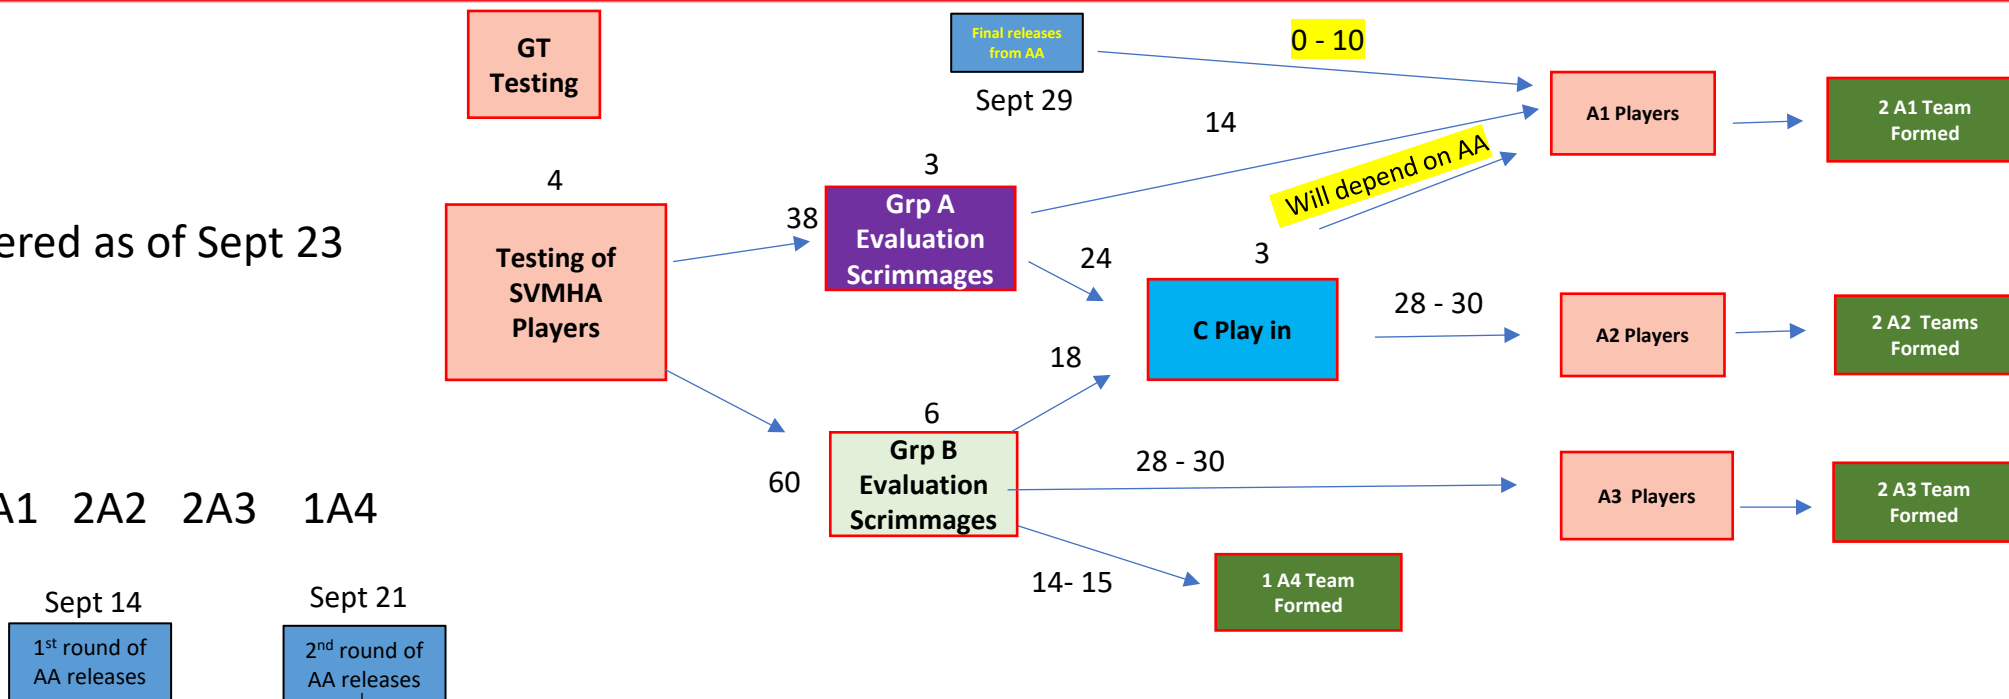 GT
Testing
Final releases
from AA
Sept 29
0 - 10
14
Will depend on AA
A1 Players
2 A1 Team
Formed
4
Testing of
SVMHA
Players
38
3
Grp A
Evaluation
Scrimmages
24
3
C Play in
28 - 30
A2 Players
2 A2 Teams
Formed
as of Sept 23
18
60
6
Grp B
Evaluation
Scrimmages
28 - 30
A3 Players
2 A3 Team
Formed
14- 15
1 A4 Team
Formed
A1 2A2 2A3 1A4
Sept 14
1st round of
AA releases
Sept 21
2nd round of
AA releases